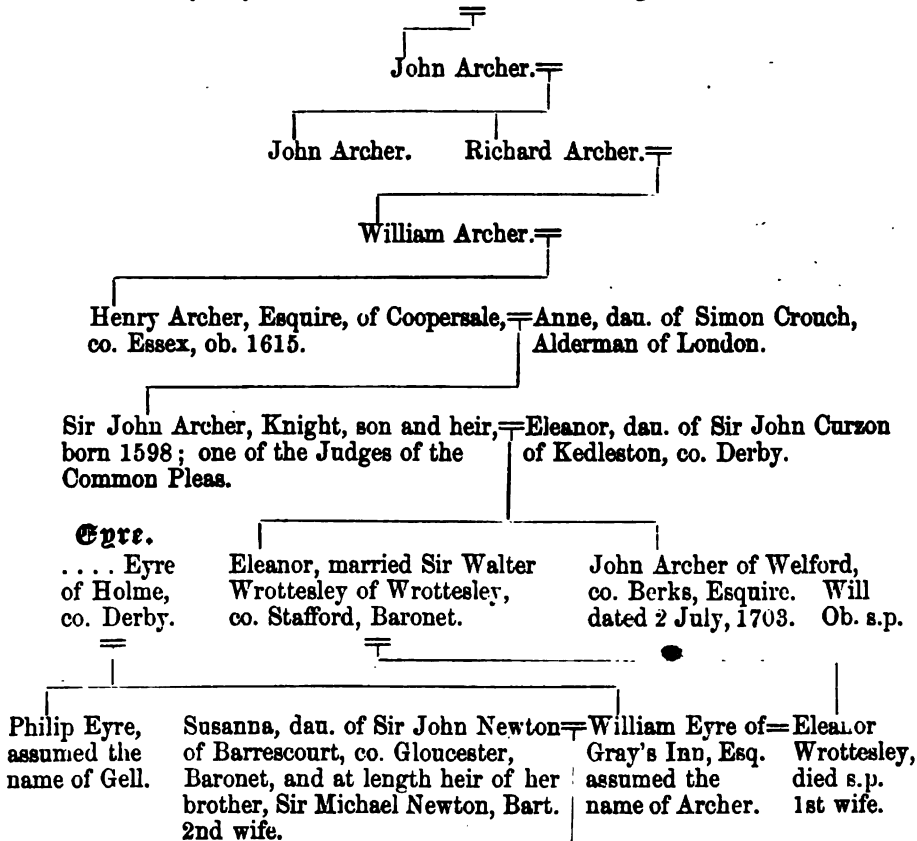 John Archer.
John Archer. Richard Archer.
William Archer.
Henry Archer, Esquire, of Coopersale,
co. Essex, ob. 1615.
Anne, dau. of Simon Crouch,
Alderman of London.
Sir John Archer, Knight, son and heir,
born 1598; one of the Judges of the
Common Pleas.
Eleanor, dau. of Sir John Curzon
of Kedleston, co. Derby.
Eyre.
.... Eyre
of Holme,
co. Derby.
Eleanor, married Sir Walter
Wrottesley of Wrottesley,
co. Stafford, Baronet.
John Archer of Welford,
co. Berks, Esquire. Will
dated 2 July, 1703. Ob. s.p.
Philip Eyre,
assumed the
name of Gell.
Susanna, dau. of Sir John Newton
of Barrescourt, co. Gloucester,
Baronet, and at length heir of her
brother, Sir Michael Newton, Bart.
2nd wife.
William Eyre of
Gray's Inn, Esq.
assumed the
name of Archer.
Eleanor
Wrottesley,
died s.p.
1st wife.